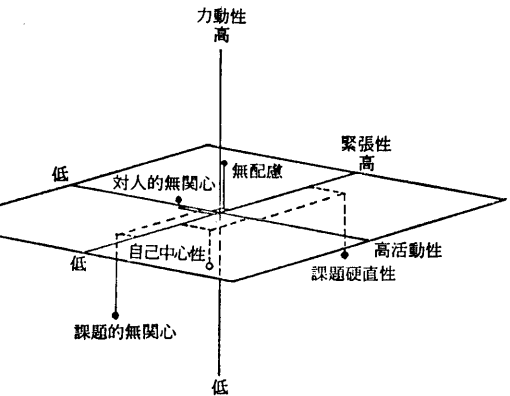 力動性
高
緊張性
高
低
無配慮
対人的無関心
自己中心性
高活動性
低
課題硬直性
課題的無関心
低